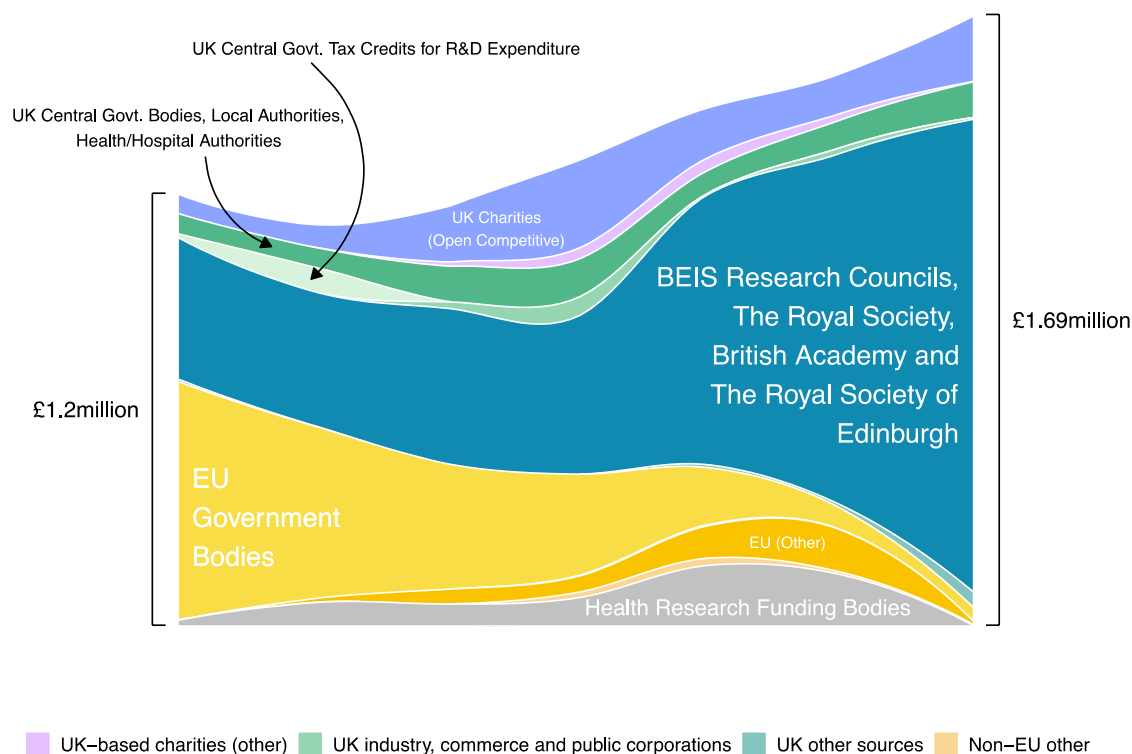 UK Central Govt. Tax Credits for R&D Expenditure
UK Central Govt. Bodies, Local Authorities,
Health/Hospital Authorities
UK Charities
(Open Competitive)
BEIS Research Councils,
The Royal Society,
British Academy and
The Royal Society of
Edinburgh
£1.69million
£1.2million
EU
Government
Bodies
EU (Other)
Health Research Funding Bodies
UK–based charities (other)
UK industry, commerce and public corporations
UK other sources
Non–EU other